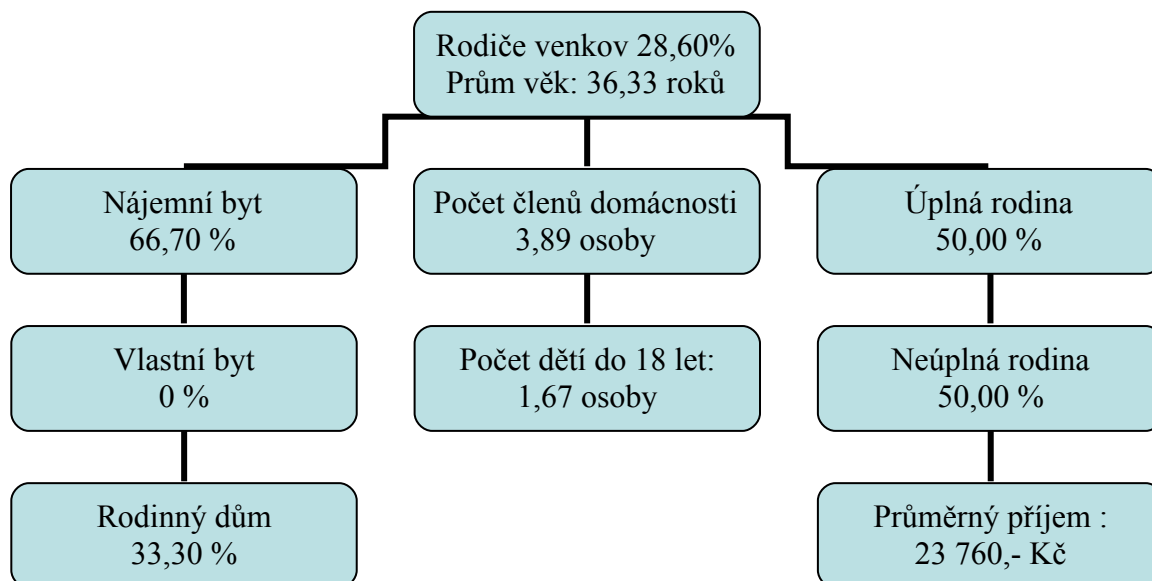 Rodiče venkov 28,60%
Prům věk: 36,33 roků
Nájemní byt
66,70 %
Počet členů domácnosti
3,89 osoby
Úplná rodina
50,00 %
Vlastní byt
0 %
Počet dětí do 18 let:
1,67 osoby
Neúplná rodina
50,00 %
Rodinný dům
33,30 %
Průměrný příjem :
23 760,- Kč